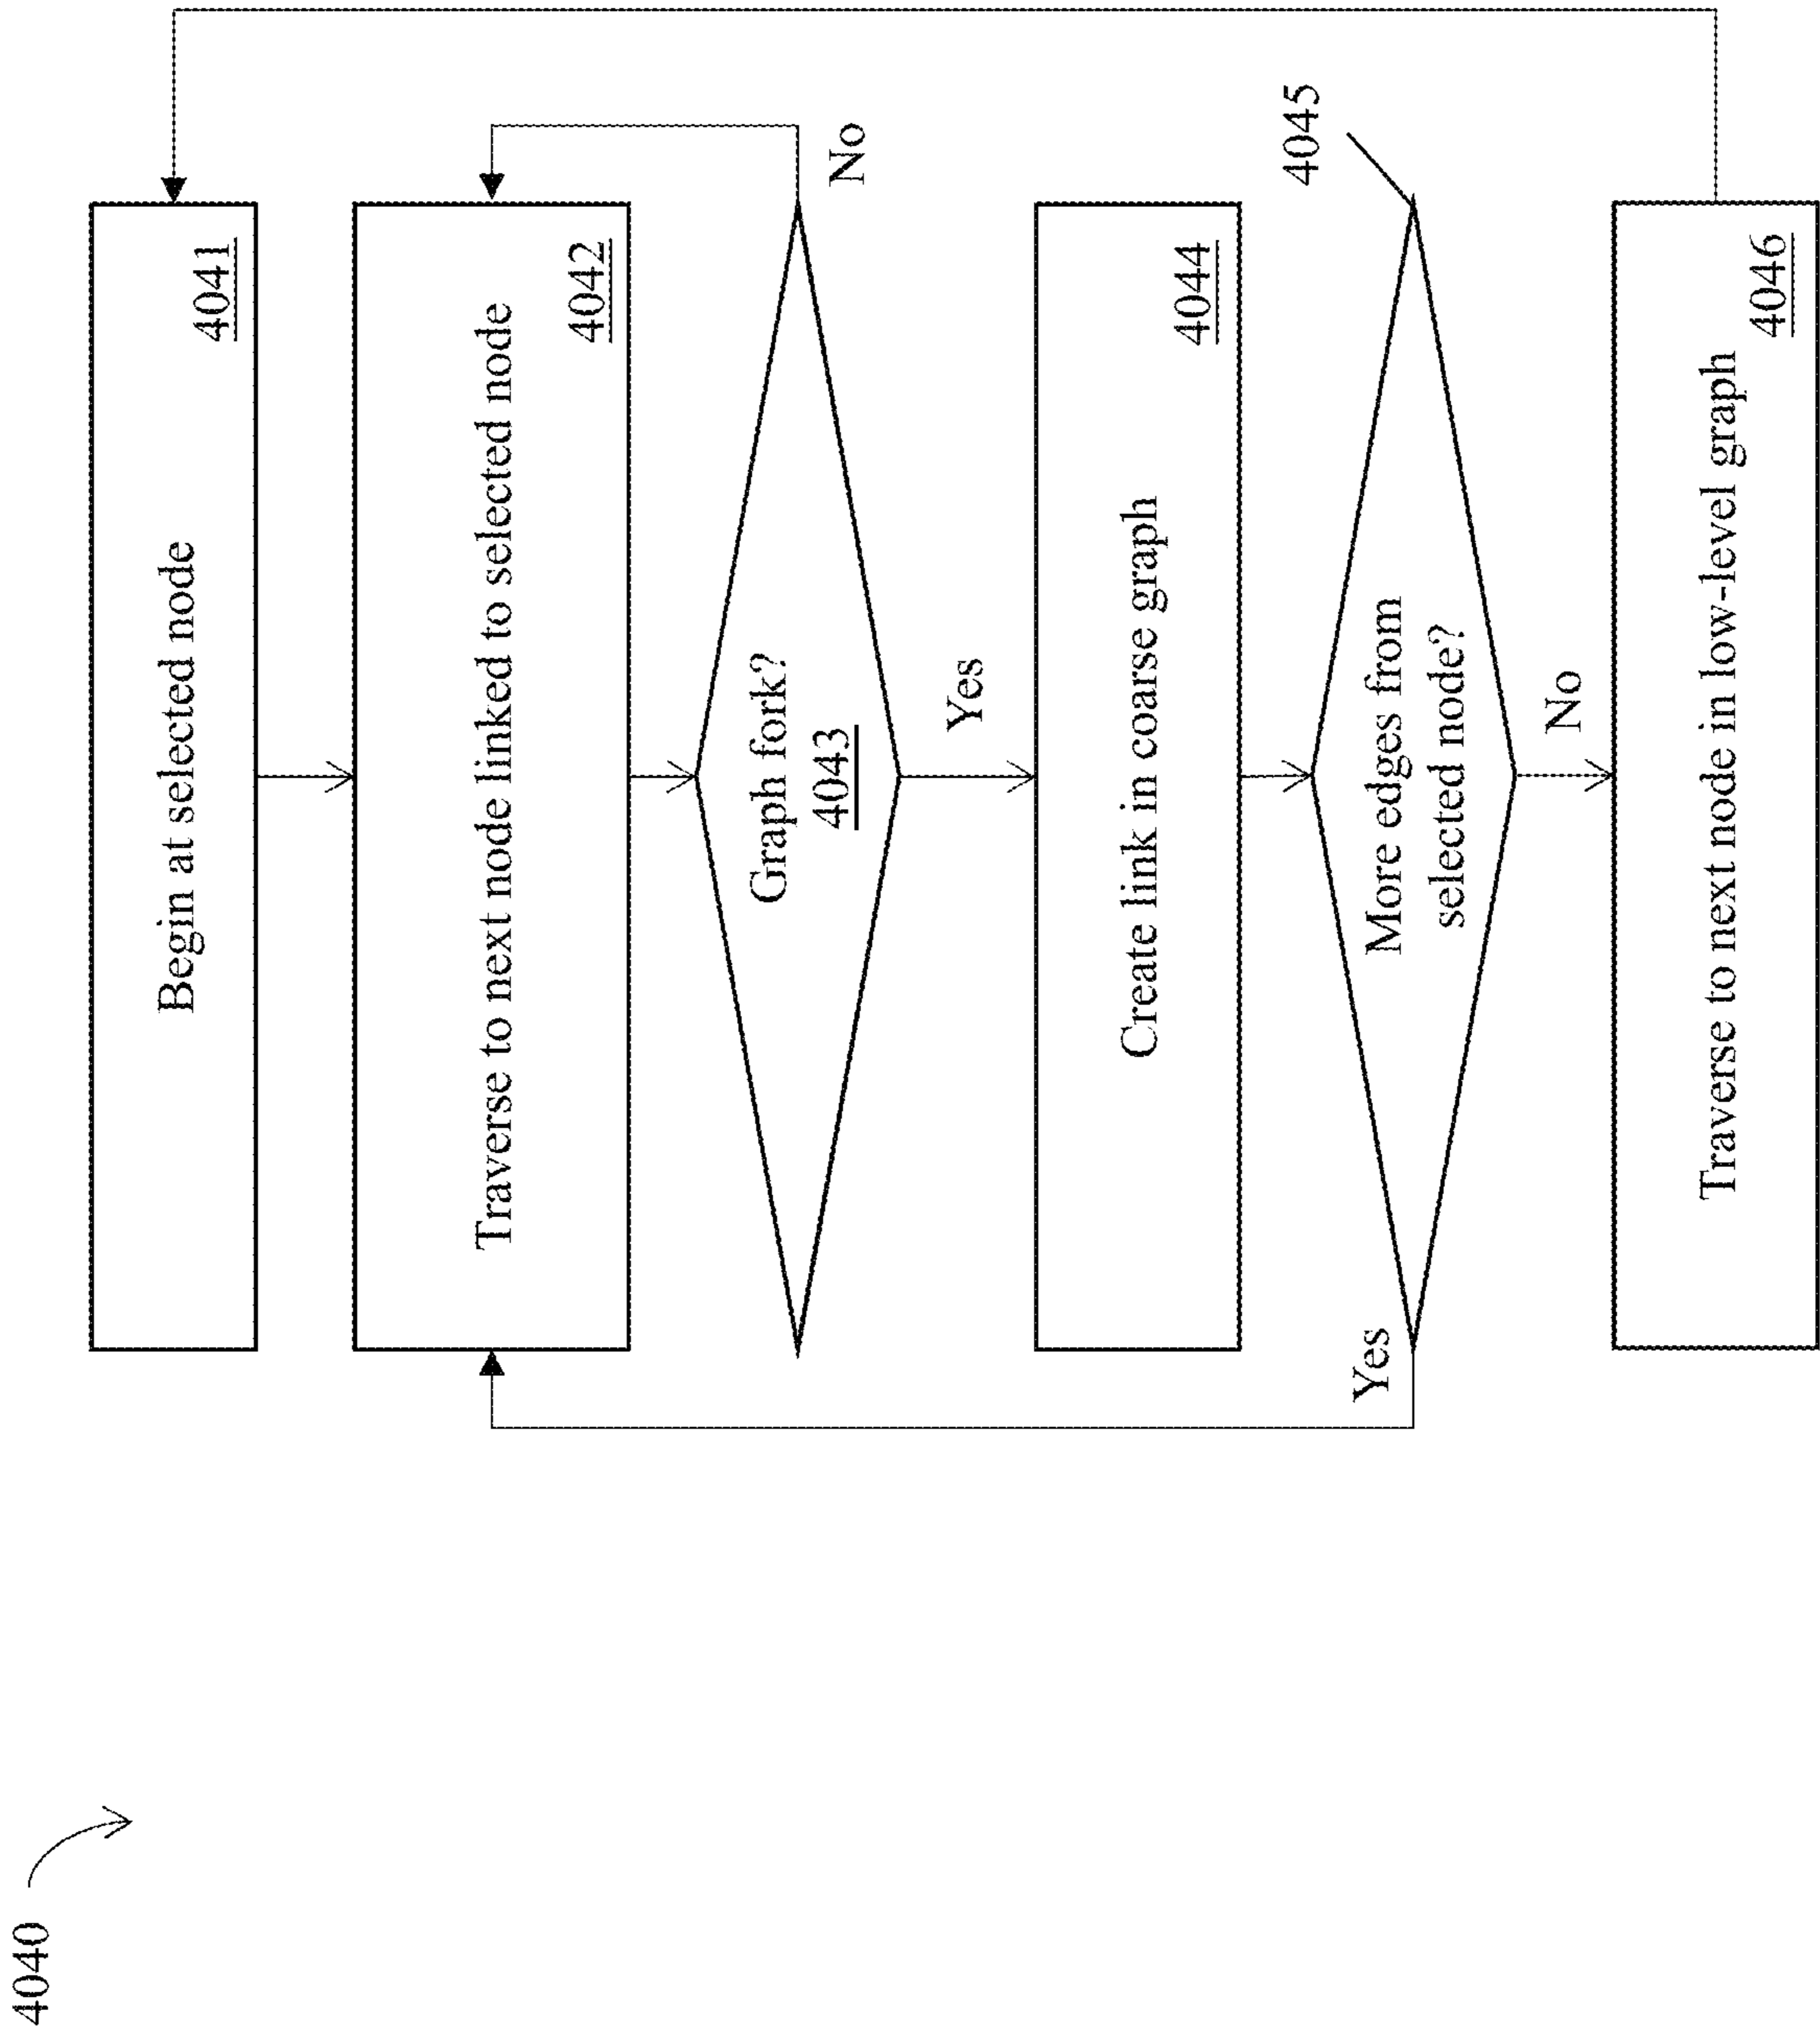 4040
Begin at selected node
4041
Traverse to next node linked to selected node
4042
Graph fork?
4043
No
Yes
Create link in coarse graph
4044
4045
More edges from
selected node?
Yes
No
Traverse to next node in low-level graph
4046